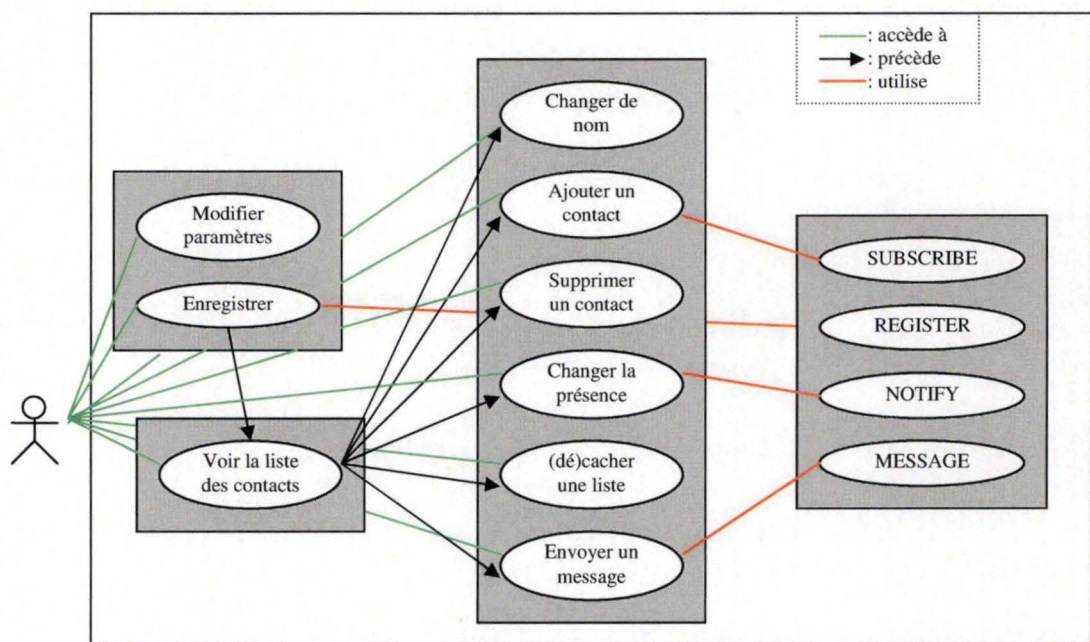 : accède à
: précède
: utilise
Changer de
nom
Modifier
paramètres
Ajouter un
contact
SUBSCRIBE
Enregistrer
Supprimer
un contact
REGISTER
Changer la
présence
NOTIFY
Voir la liste
des contacts
(dé)cacher
une liste
MESSAGE
Envoyer un
message